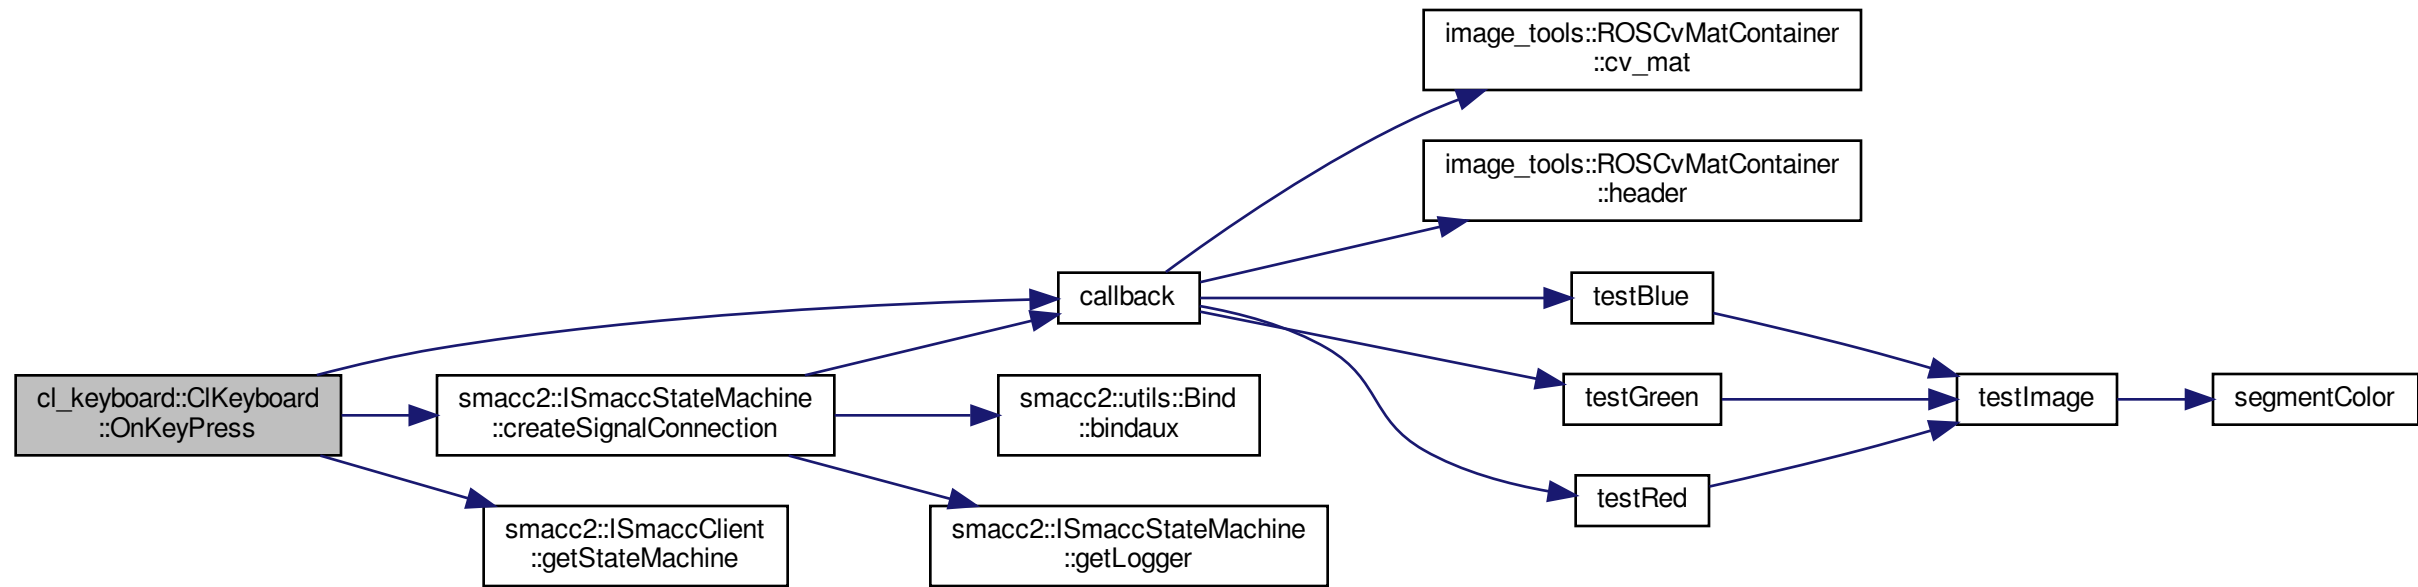 image_tools::ROSCvMatContainer
::cv_mat
image_tools::ROSCvMatContainer
::header
callback
testBlue
cl_keyboard::ClKeyboard
::OnKeyPress
smacc2::ISmaccStateMachine
::createSignalConnection
smacc2::utils::Bind
::bindaux
testGreen
testImage
segmentColor
testRed
smacc2::ISmaccClient
::getStateMachine
smacc2::ISmaccStateMachine
::getLogger